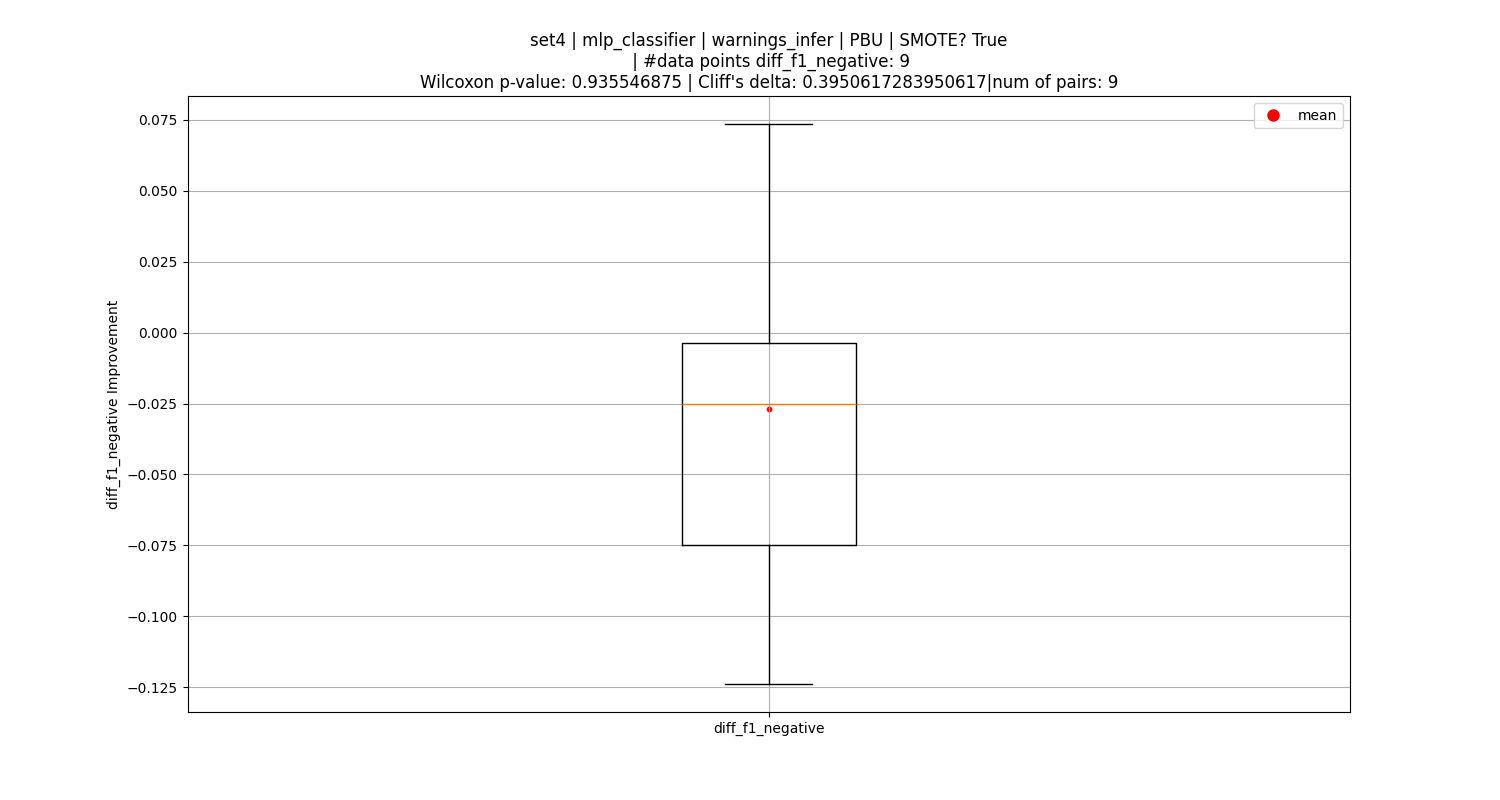 set4 | mlp_classifier | warnings_infer | PBU | SMOTE? True
| #data points diff_f1_negative: 9
Wilcoxon p-value: 0.935546875 | Cliff's delta: 0.3950617283950617|num of pairs: 9
mean
0.075
0.050
0.025
0.000
−0.025
−0.050
−0.075
−0.100
−0.125
diff_f1_negative Improvement
diff_f1_negative